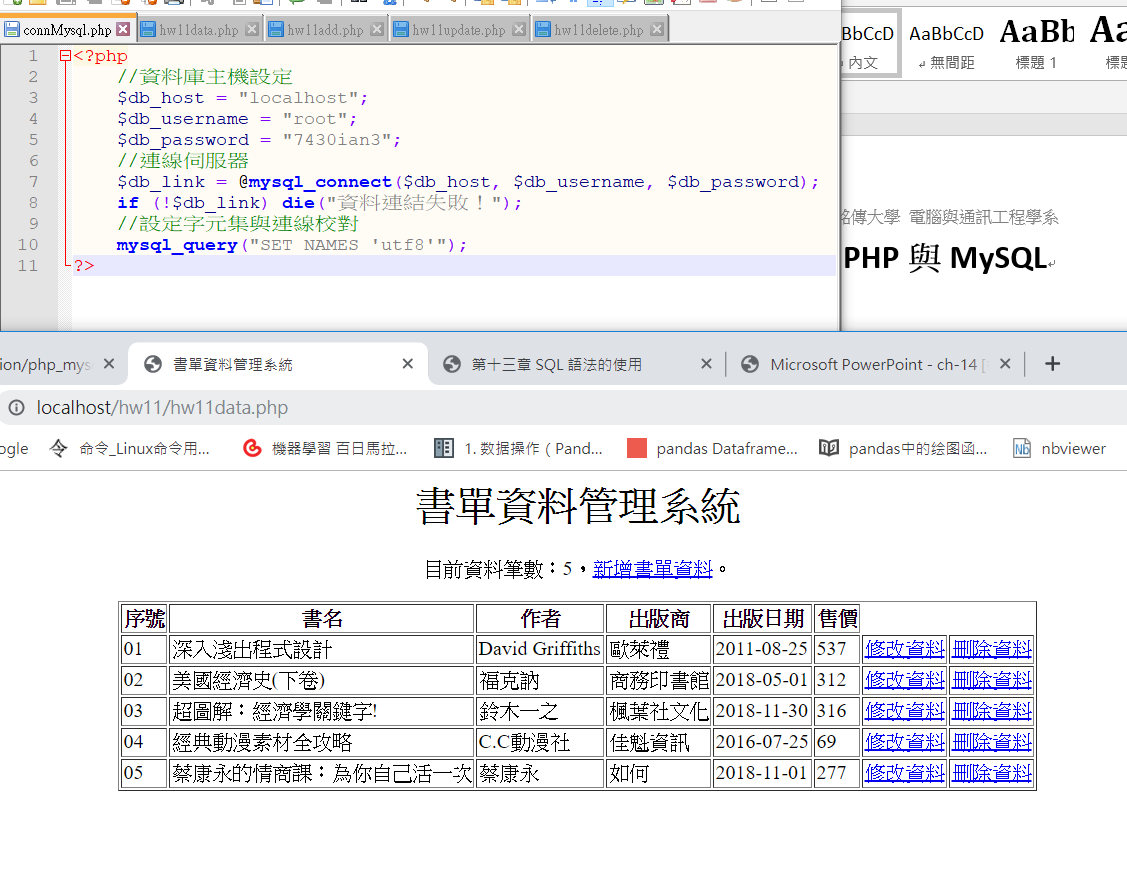 connMysql.php hw11data.php hw11add.php hw11update.php hw11delete.php
1 <?php
2 //資料庫主機設定
3 $db_host = "localhost";
4 $db_username = "root";
5 $db_password = "7430ian3";
6 //連線伺服器
7 $db_link = @mysql_connect($db_host, $db_username, $db_password);
8 if (!$db_link) die("資料連結失敗！");
9 //設定字元集與連線校對
10 mysql_query("SET NAMES 'utf8'");
11 ?>
BbCcD AaBbCcD AaBb Aa
內文 無間距 標題 1 標題
銘傳大學 電腦與通訊工程學系
PHP 與 MySQL
ion/php_mys 書單資料管理系統 第十三章 SQL 語法的使用 Microsoft PowerPoint - ch-14 [
localhost/hw11/hw11data.php
ogle 命令_Linux命令用... 機器學習 百日馬拉... 1. 数据操作（Pand... pandas Dataframe... pandas中的绘图函... nbviewer
書單資料管理系統
目前資料筆數：5，新增書單資料。
序號 書名 作者 出版商 出版日期 售價
01 深入淺出程式設計 David Griffiths 歐萊禮 2011-08-25 537 修改資料 刪除資料
02 美國經濟史(下卷) 福克訥 商務印書館 2018-05-01 312 修改資料 刪除資料
03 超圖解：經濟學關鍵字! 鈴木一之 楓葉社文化 2018-11-30 316 修改資料 刪除資料
04 經典動漫素材全攻略 C.C動漫社 佳魁資訊 2016-07-25 69 修改資料 刪除資料
05 蔡康永的情商課：為你自己活一次 蔡康永 如何 2018-11-01 277 修改資料 刪除資料